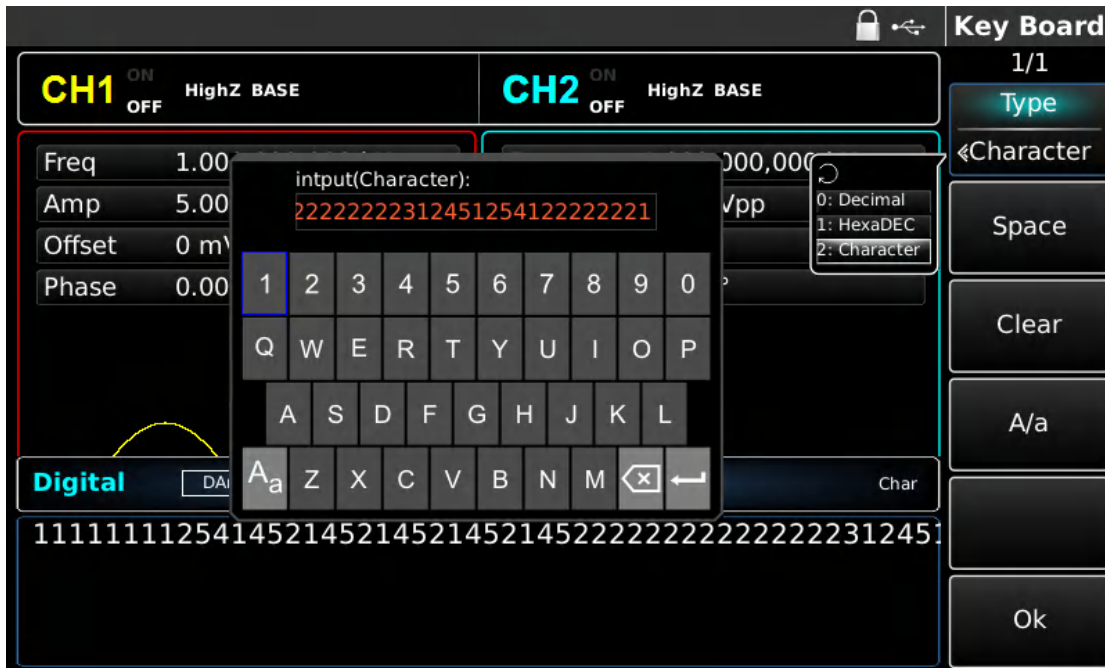 Key Board
1/1
CH1 ON OFF HighZ BASE
CH2 ON OFF HighZ BASE
Type
Character
Freq 1.00
000,000
Amp 5.00
Vpp
Offset 0 mV
Phase 0.00
°
intput(Character):
2222222231245125412222222​1
1 2 3 4 5 6 7 8 9 0
Q W E R T Y U I O P
A S D F G H J K L
Aa Z X C V B N M
0: Decimal
1: HexaDEC
2: Character
Space
Clear
A/a
Ok
Digital
Char